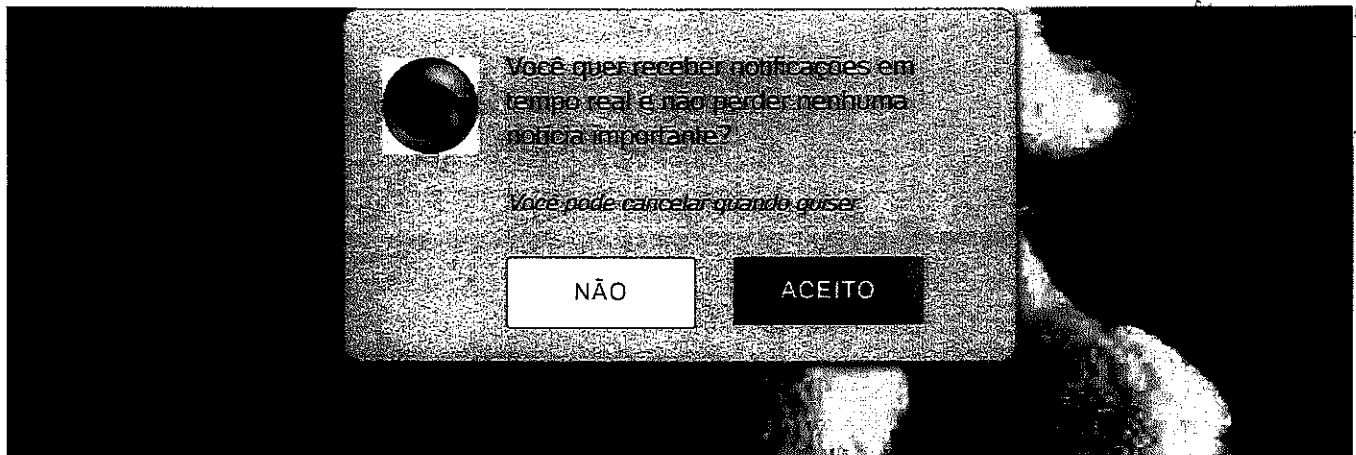 Você quer receber notificações em
tempo real e não perder nenhuma
notícia importante?
Você pode cancelar quando quiser
NÃO
ACEITO